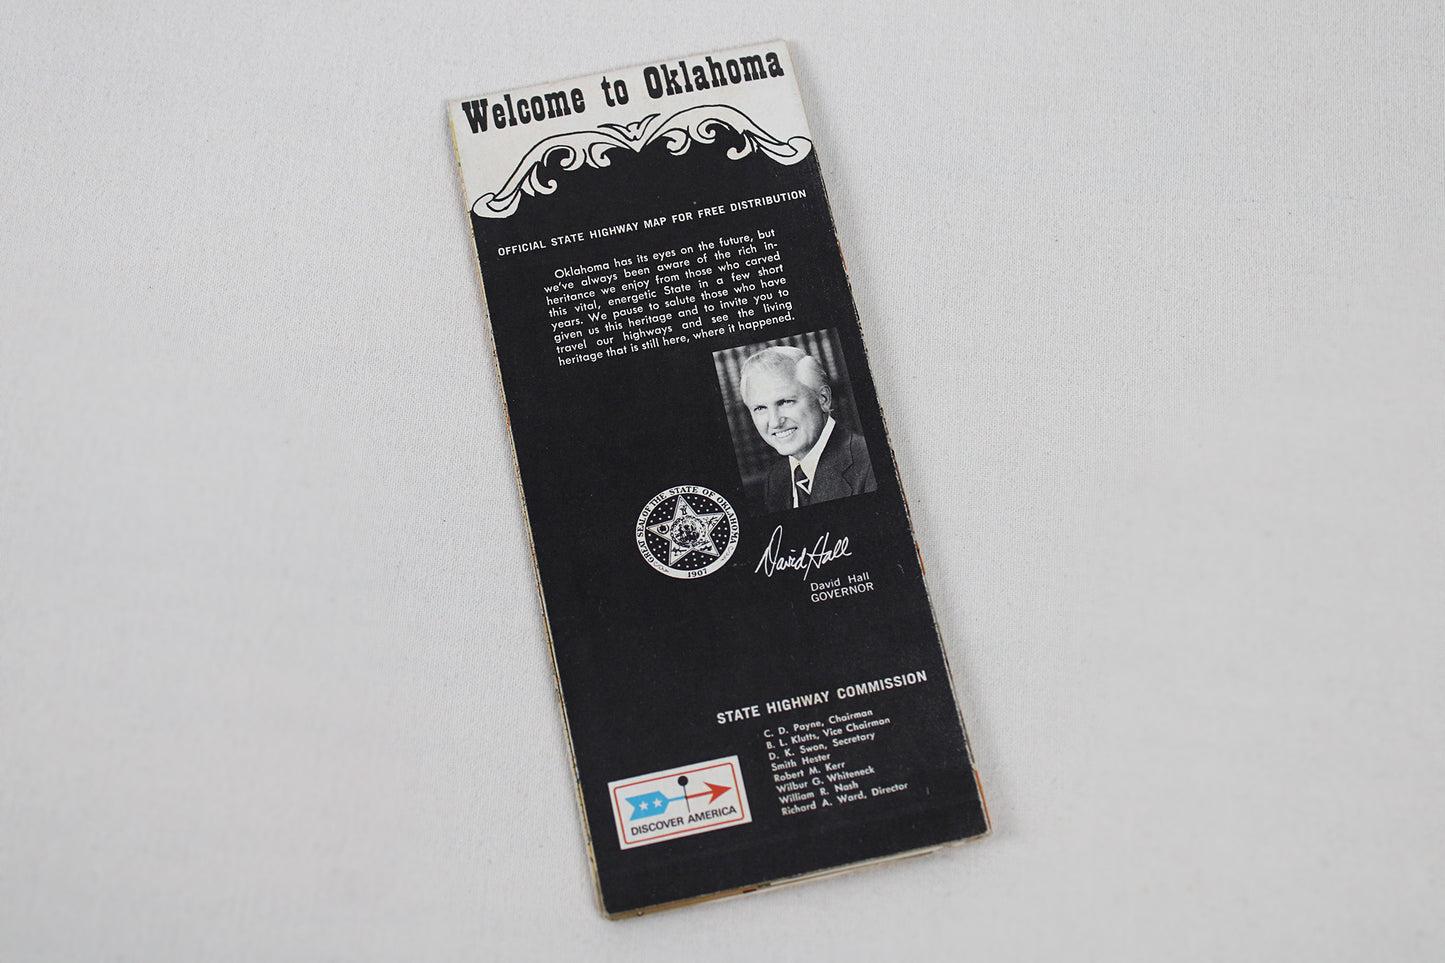 Welcome to Oklahoma
OFFICIAL STATE HIGHWAY MAP FOR FREE DISTRIBUTION
Oklahoma has its eyes on the future, but
we've always been aware of the rich in-
heritance we enjoy from those who carved
this vital, energetic State in a few short
years. We pause to salute those who have
given us this heritage and to invite you to
travel our highways and see the living
heritage that is still here, where it happened.
GREAT SEAL OF THE STATE OF OKLAHOMA
1907
David Hall
David Hall
GOVERNOR
STATE HIGHWAY COMMISSION
C. D. Payne, Chairman
B. L. Klutts, Vice Chairman
D. K. Swon, Secretary
Smith Hester
Robert M. Kerr
Wilbur G. Whiteneck
William R. Nash
Richard A. Ward, Director
DISCOVER AMERICA